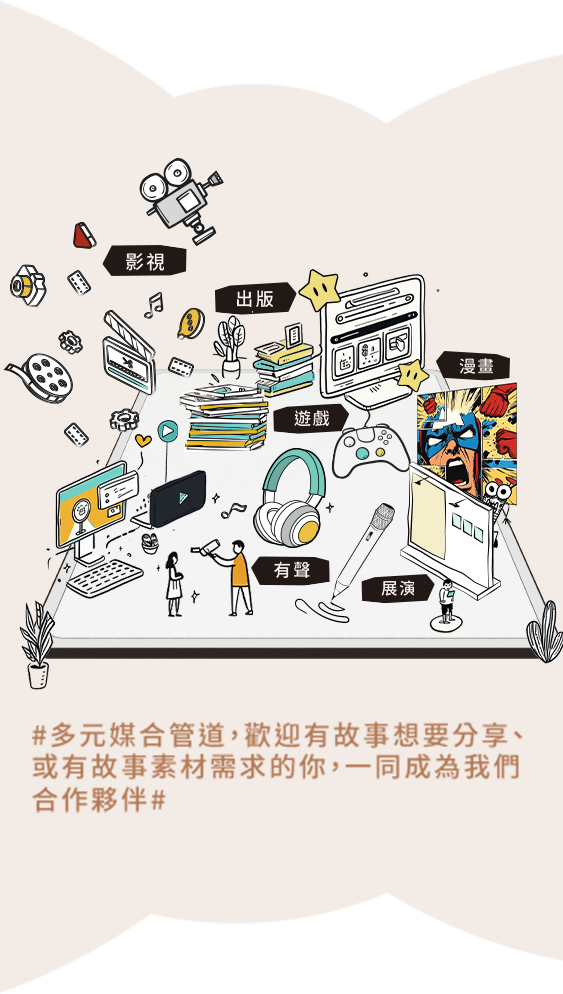 影視
出版
漫畫
遊戲
有聲
展演
#多元媒合管道，歡迎有故事想要分享、
或有故事素材需求的你，一同成為我們
合作夥伴#